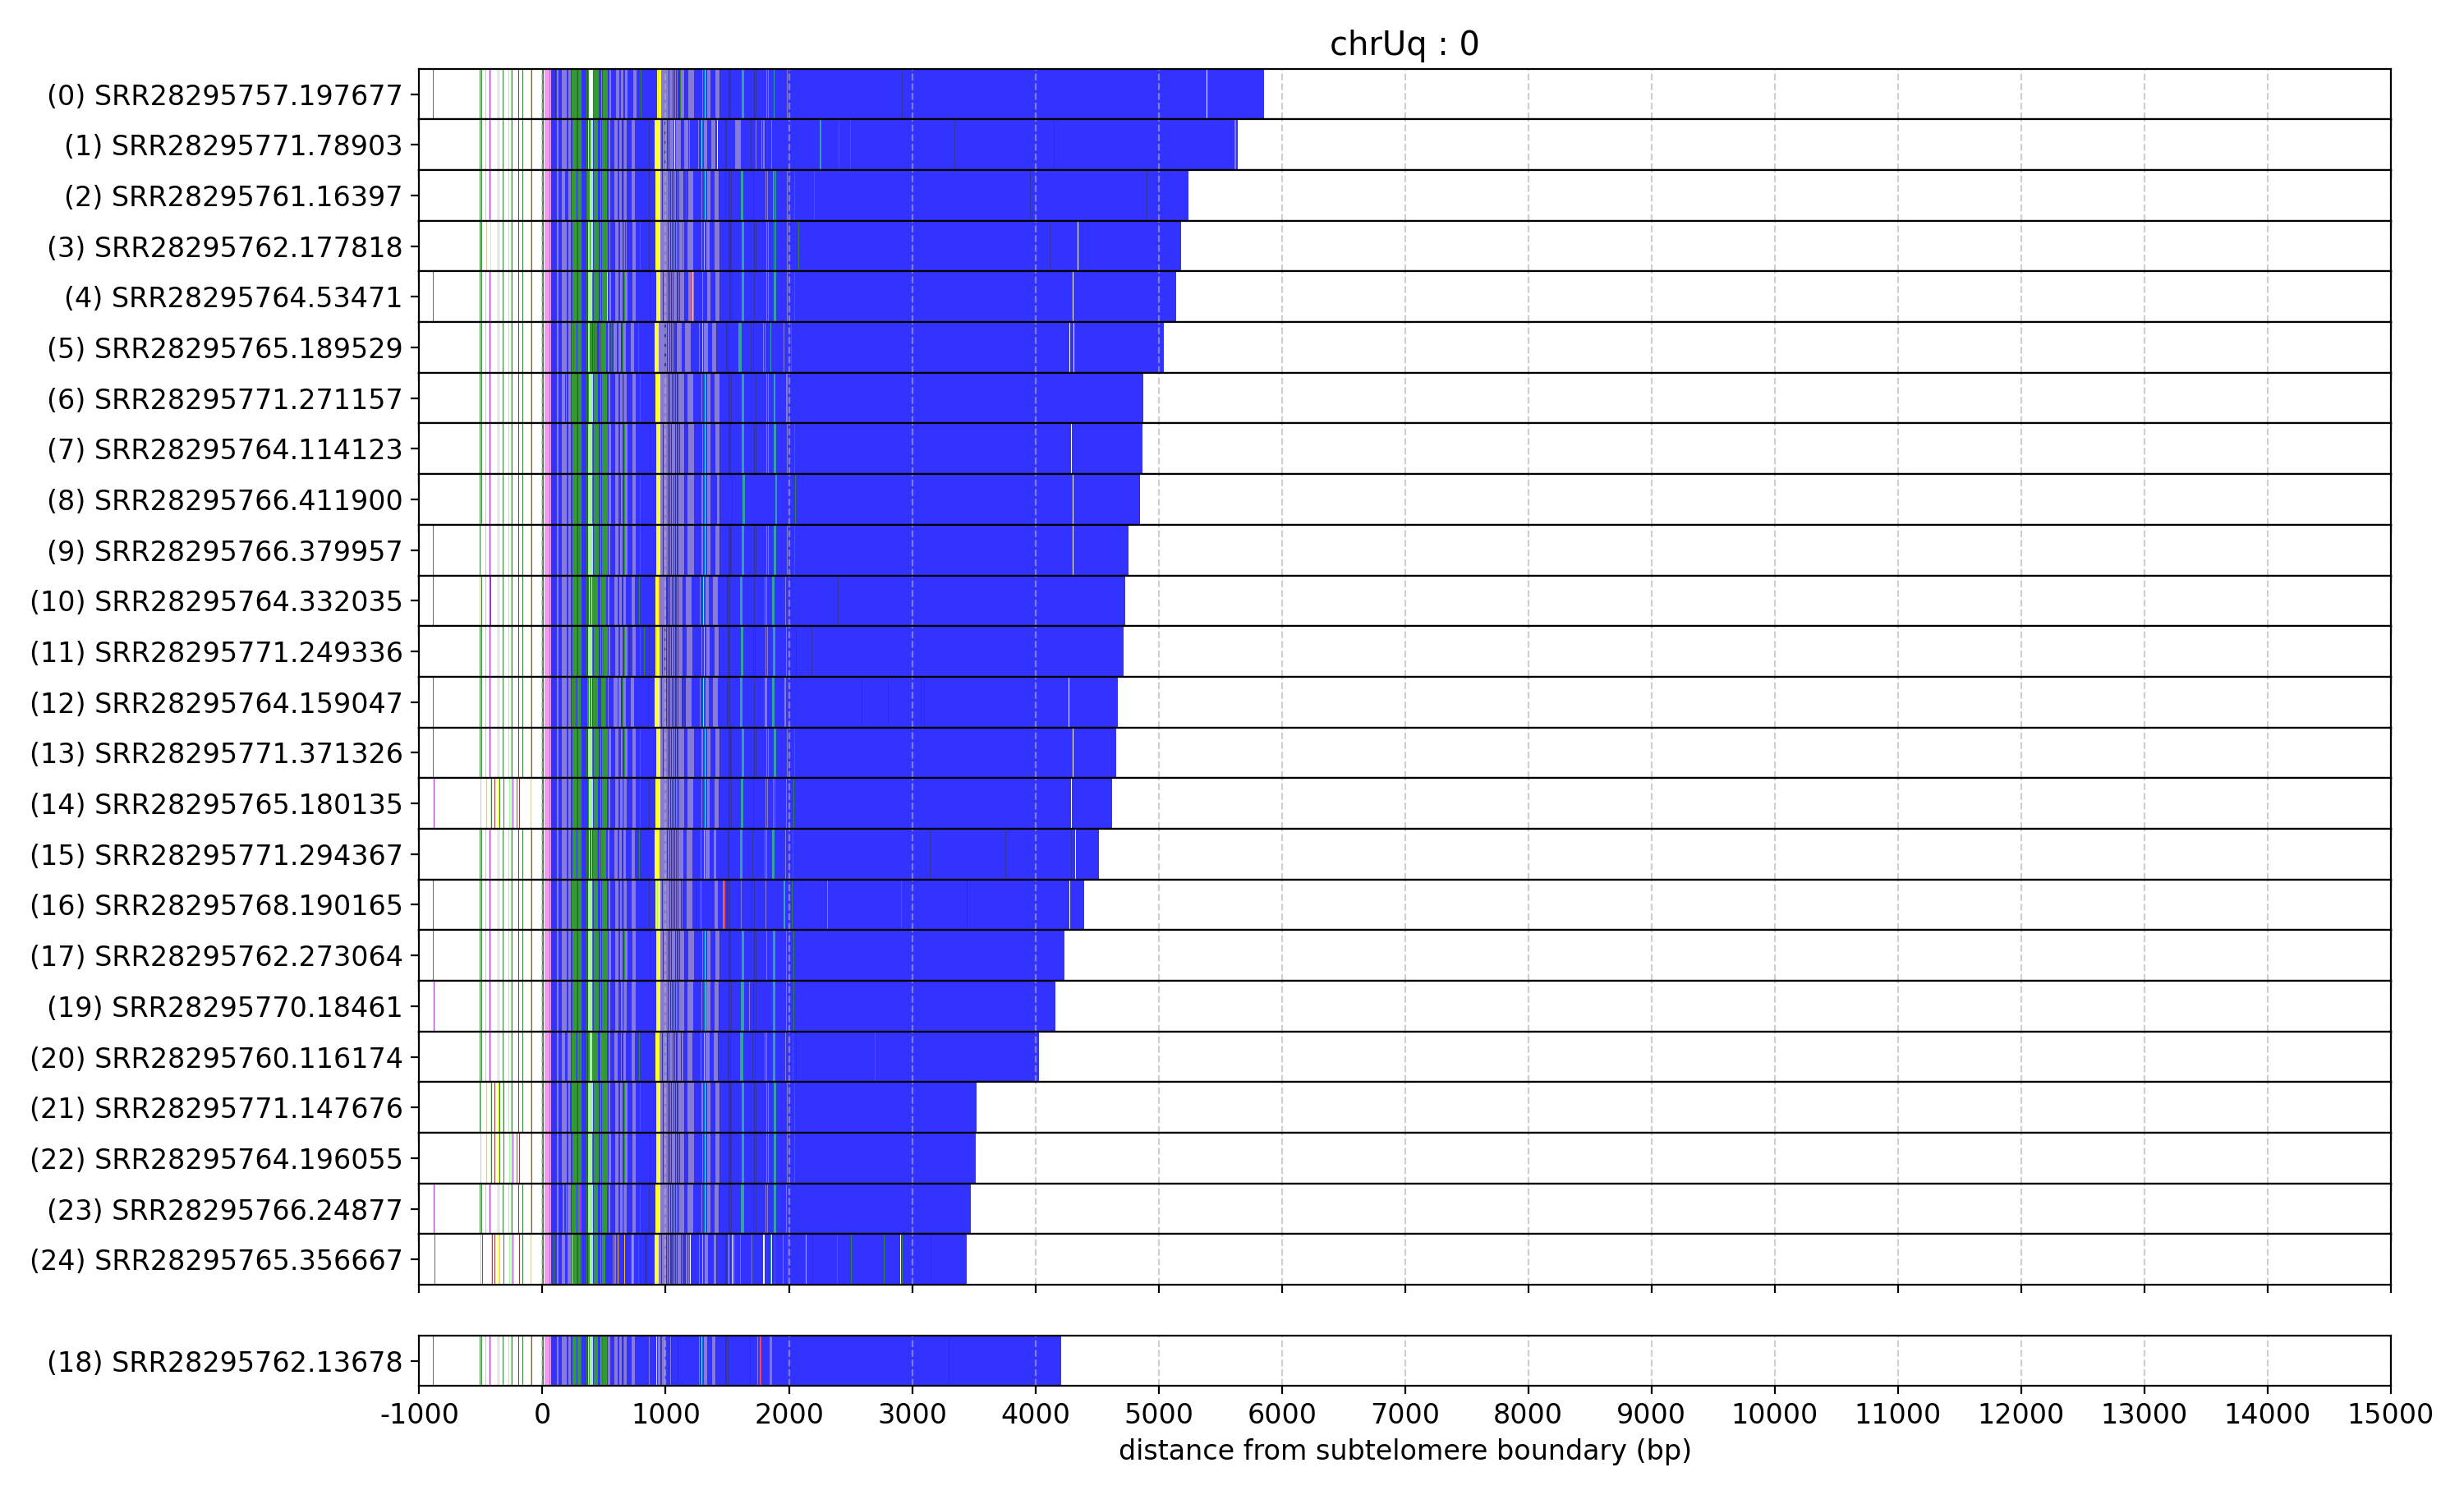 chrUq : 0
(0) SRR28295757.197677
(1) SRR28295771.78903
(2) SRR28295761.16397
(3) SRR28295762.177818
(4) SRR28295764.53471
(5) SRR28295765.189529
(6) SRR28295771.271157
(7) SRR28295764.114123
(8) SRR28295766.411900
(9) SRR28295766.379957
(10) SRR28295764.332035
(11) SRR28295771.249336
(12) SRR28295764.159047
(13) SRR28295771.371326
(14) SRR28295765.180135
(15) SRR28295771.294367
(16) SRR28295768.190165
(17) SRR28295762.273064
(19) SRR28295770.18461
(20) SRR28295760.116174
(21) SRR28295771.147676
(22) SRR28295764.196055
(23) SRR28295766.24877
(24) SRR28295765.356667
(18) SRR28295762.13678
-1000 0 1000 2000 3000 4000 5000 6000 7000 8000 9000 10000 11000 12000 13000 14000 15000
distance from subtelomere boundary (bp)